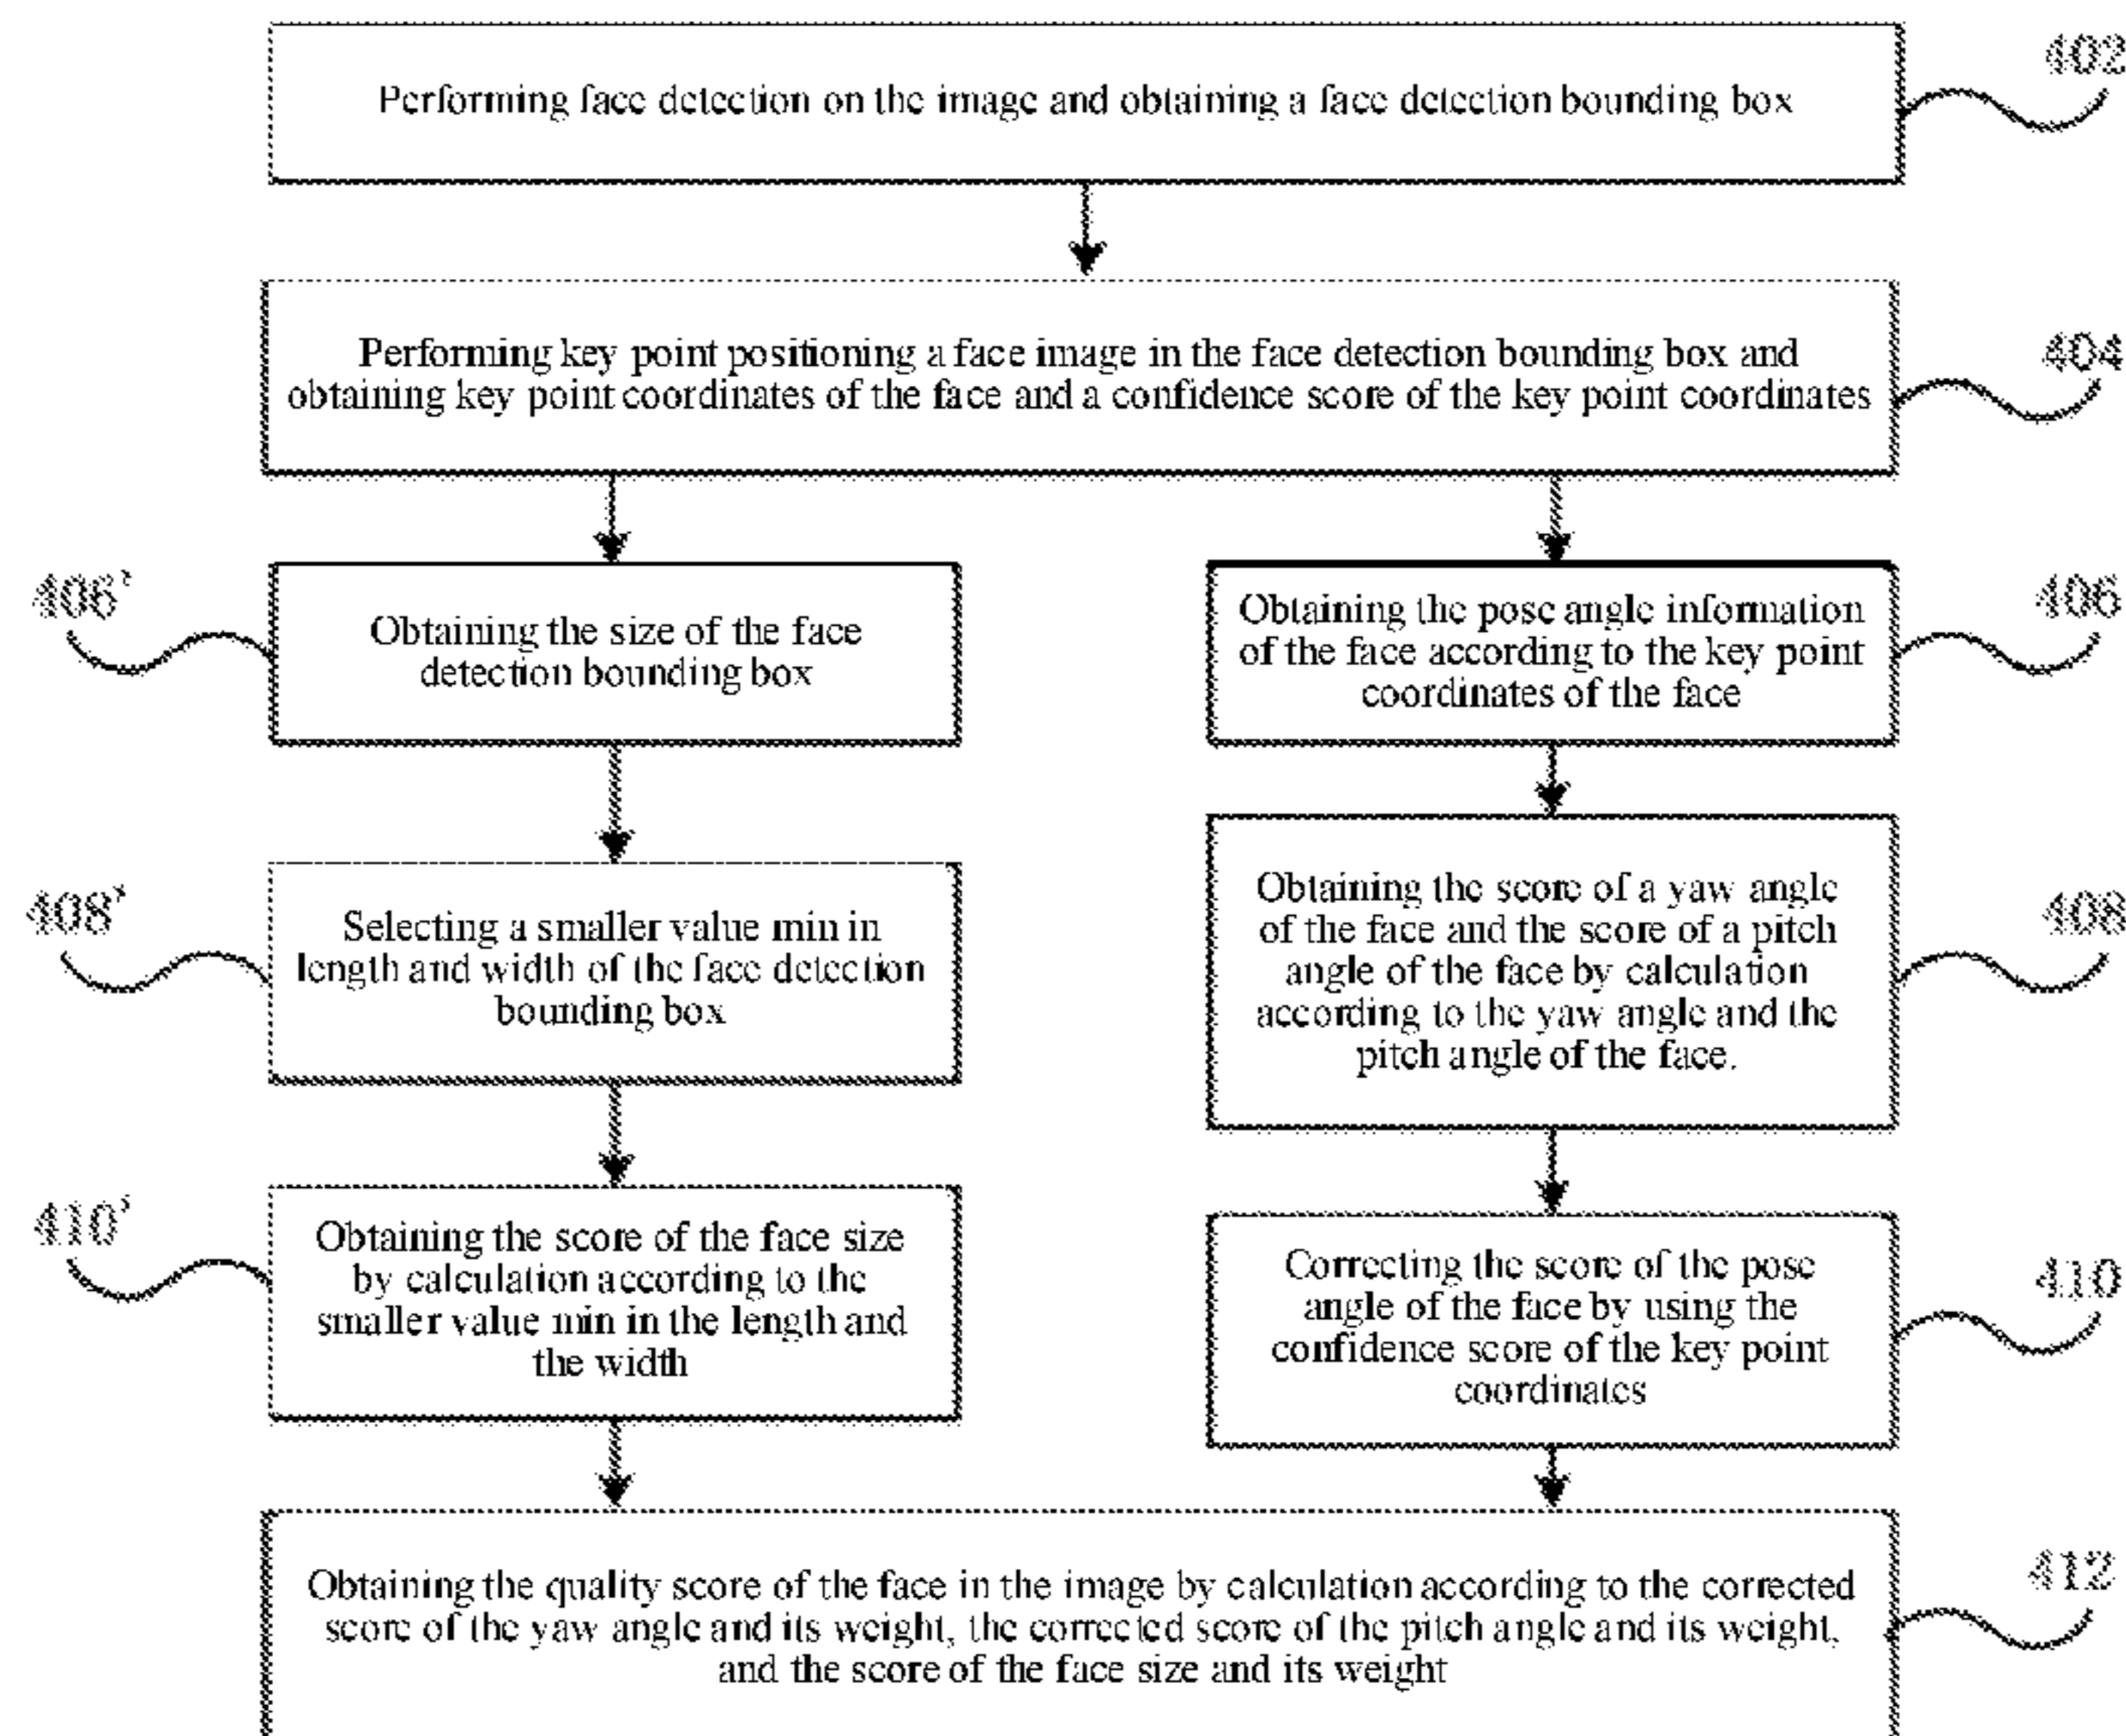 402
Performing face detection on the image and obtaining a face detection bounding box
404
Performing key point positioning a face image in the face detection bounding box and
obtaining key point coordinates of the face and a confidence score of the key point coordinates
406'
Obtaining the size of the face
detection bounding box
406
Obtaining the pose angle information
of the face according to the key point
coordinates of the face
408'
Selecting a smaller value min in
length and width of the face detection
bounding box
408
Obtaining the score of a yaw angle
of the face and the score of a pitch
angle of the face by calculation
according to the yaw angle and the
pitch angle of the face.
410'
Obtaining the score of the face size
by calculation according to the
smaller value min in the length and
the width
410
Correcting the score of the pose
angle of the face by using the
confidence score of the key point
coordinates
412
Obtaining the quality score of the face in the image by calculation according to the corrected
score of the yaw angle and its weight, the corrected score of the pitch angle and its weight,
and the score of the face size and its weight